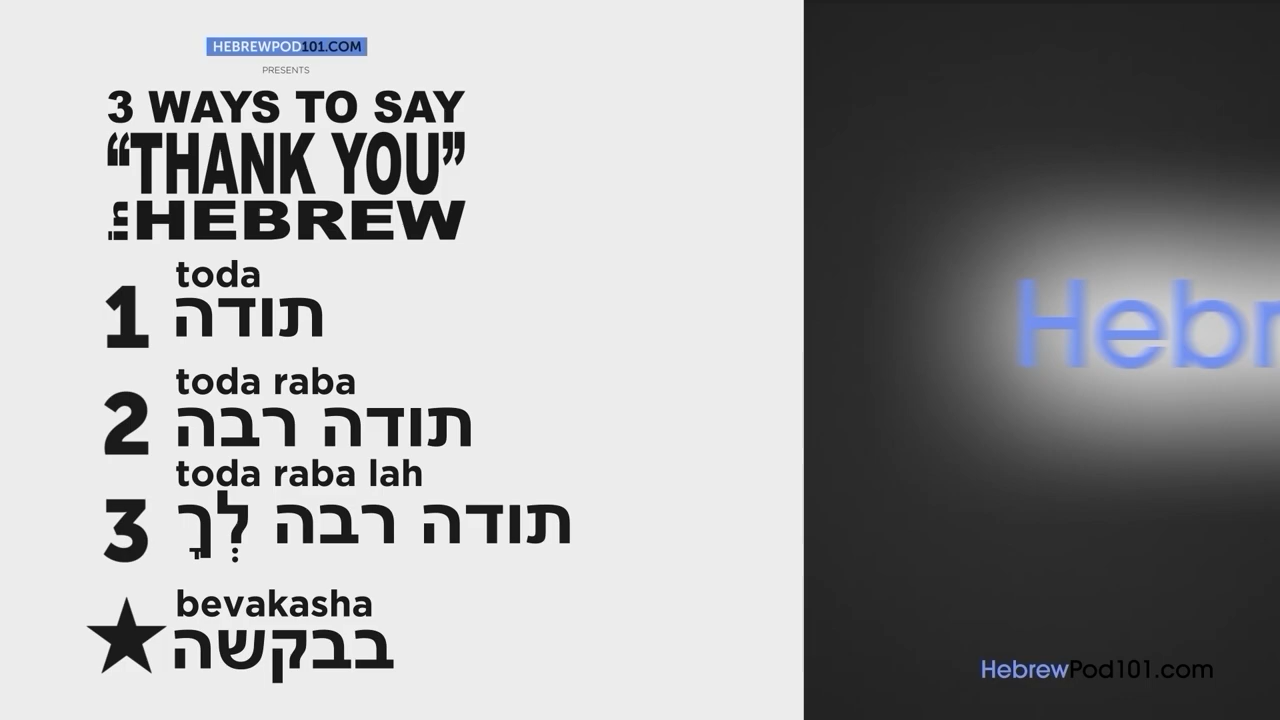 HEBREWPOD101.COM
PRESENTS
3 WAYS TO SAY
“THANK YOU”
in HEBREW
1
toda
תודה
2
toda raba
תודה רבה
3
toda raba lah
תודה רבה לְךָ
bevakasha
בבקשה
Hebr
HebrewPod101.com